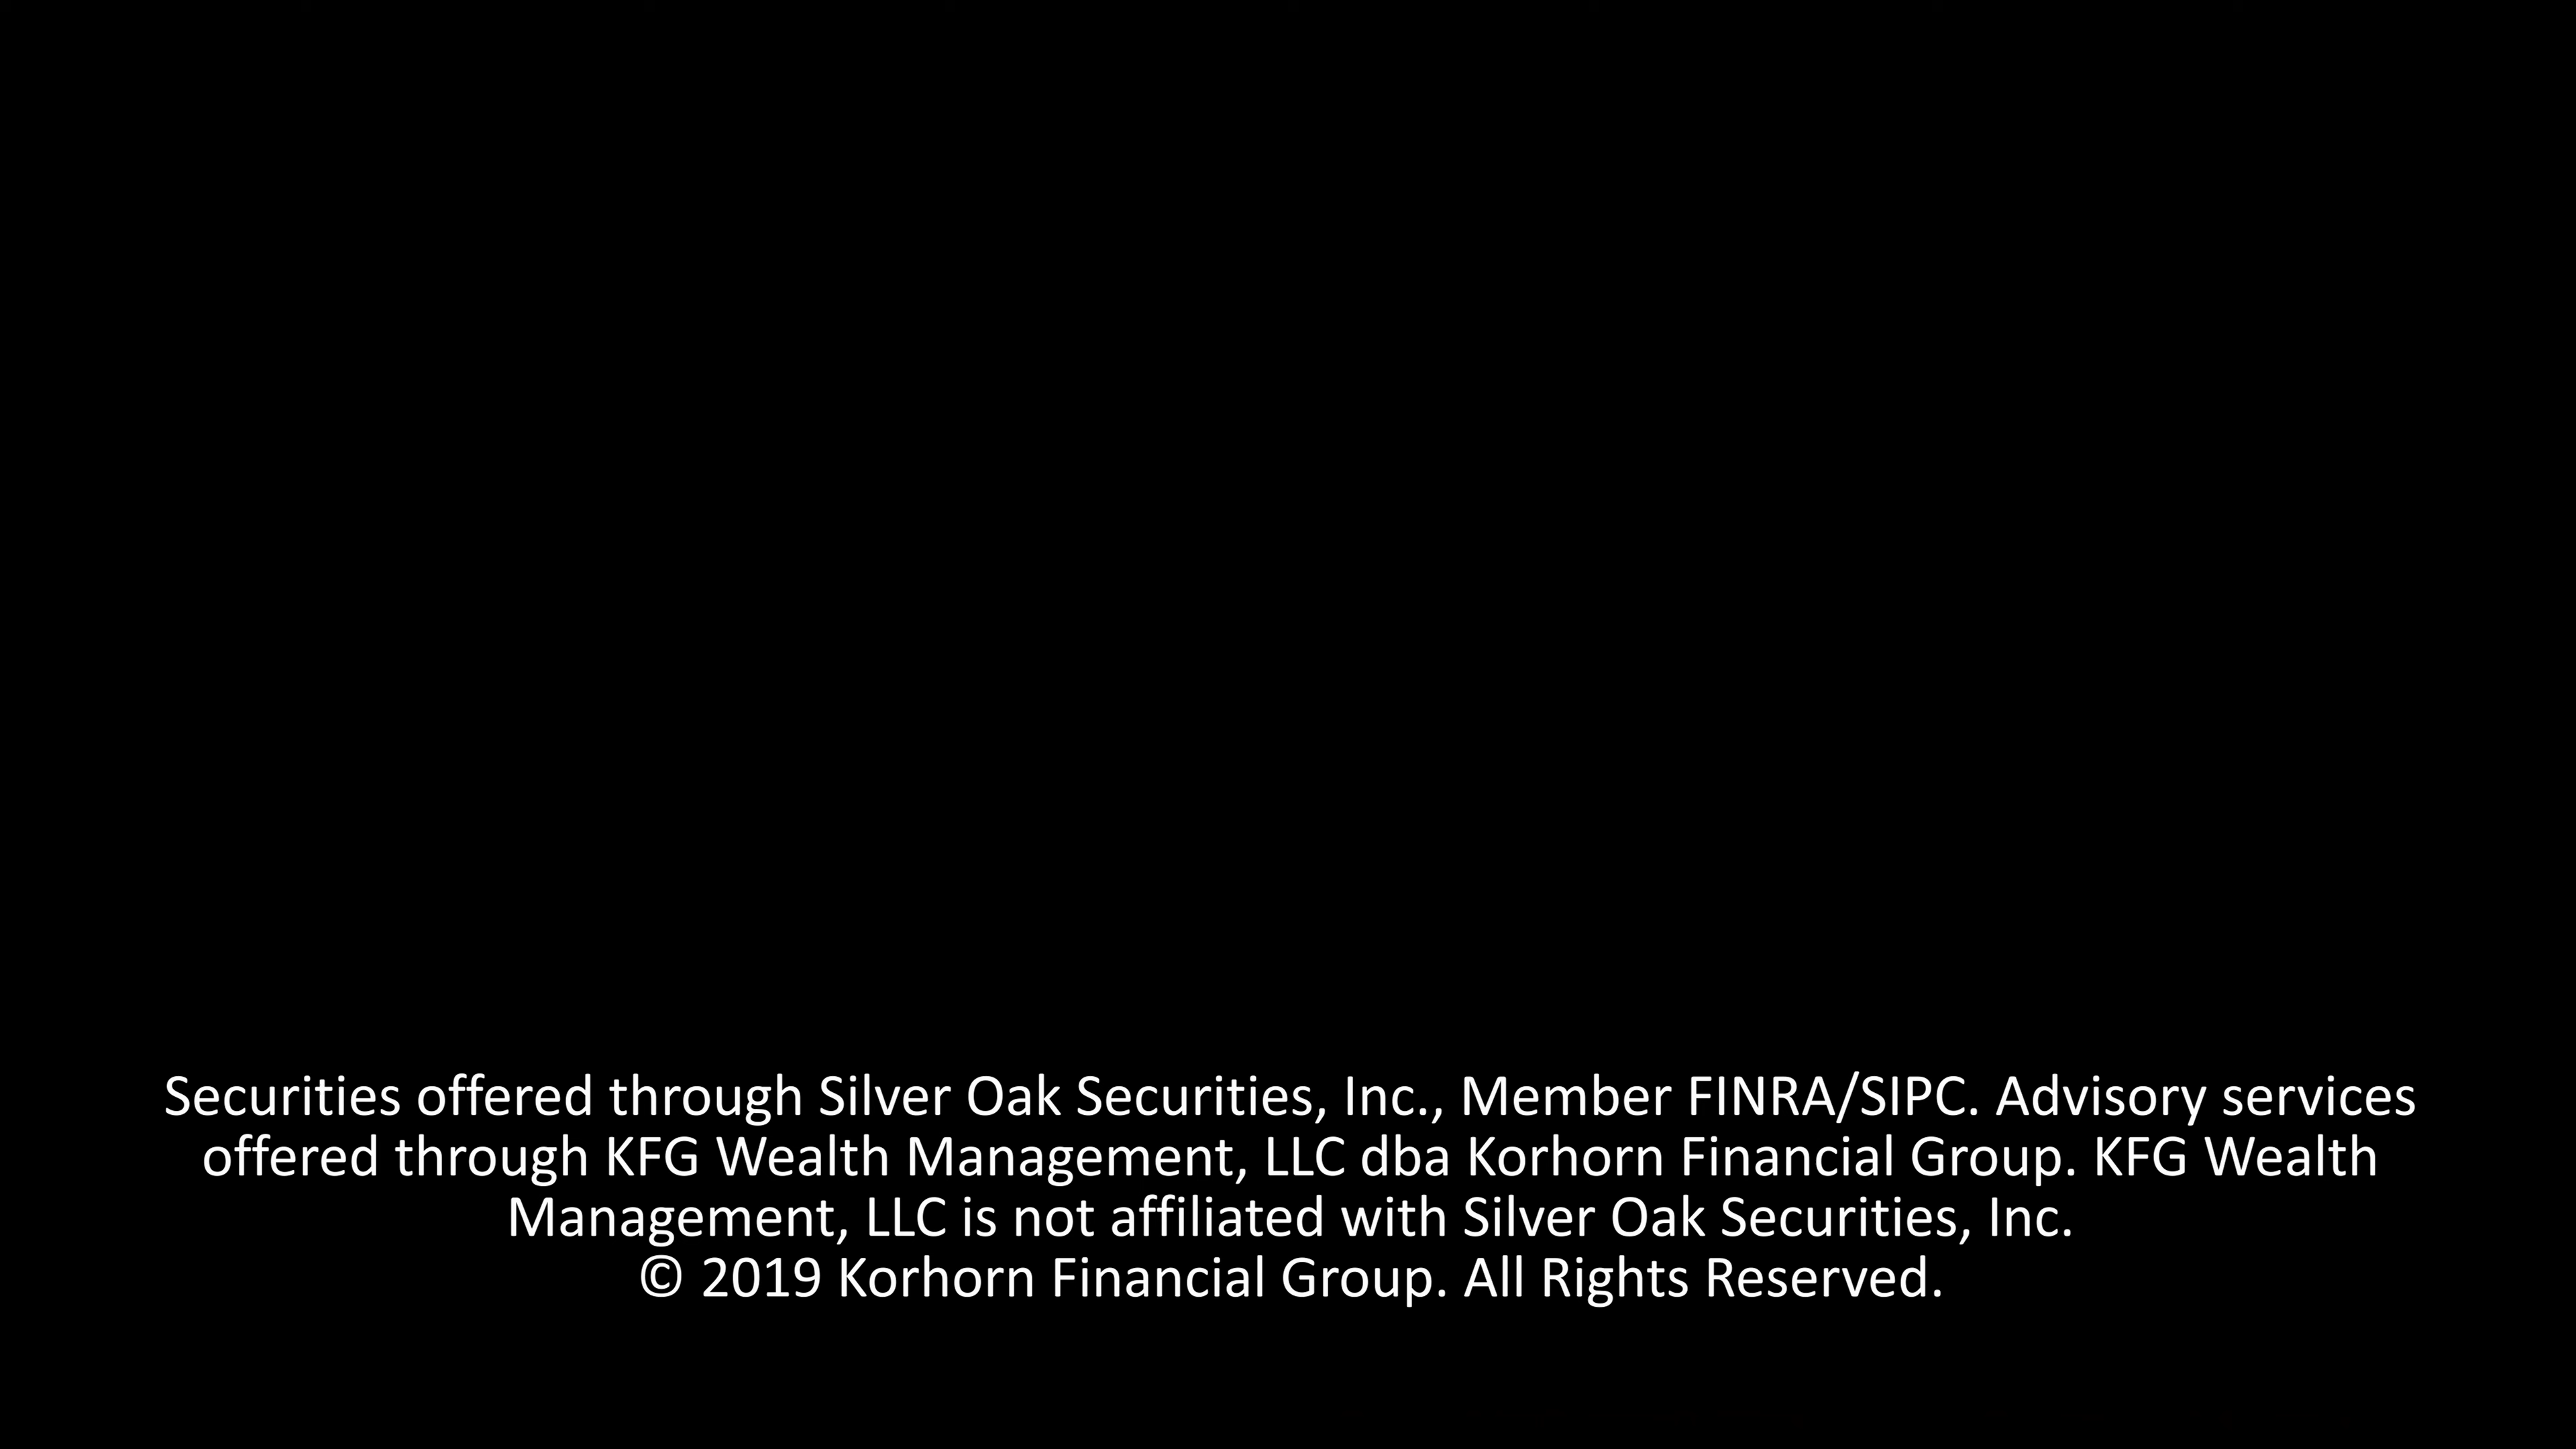 Securities offered through Silver Oak Securities, Inc., Member FINRA/SIPC. Advisory services
offered through KFG Wealth Management, LLC dba Korhorn Financial Group. KFG Wealth
Management, LLC is not affiliated with Silver Oak Securities, Inc.
© 2019 Korhorn Financial Group. All Rights Reserved.